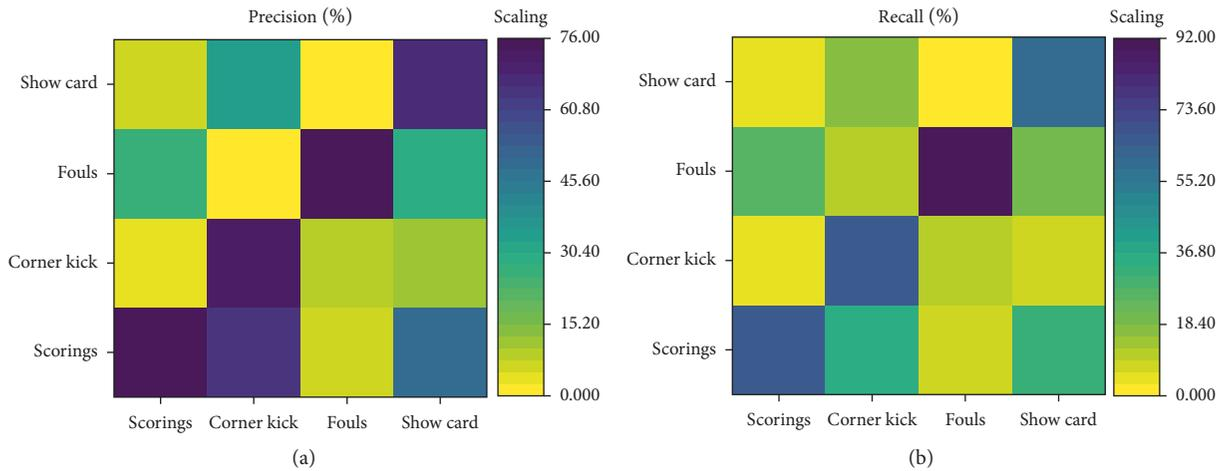 Precision (%)
Scaling
Show card
Fouls
Corner kick
Scorings
76.00
60.80
45.60
30.40
15.20
0.000
Scorings Corner kick Fouls Show card
(a)
Recall (%)
Scaling
Show card
Fouls
Corner kick
Scorings
92.00
73.60
55.20
36.80
18.40
0.000
Scorings Corner kick Fouls Show card
(b)